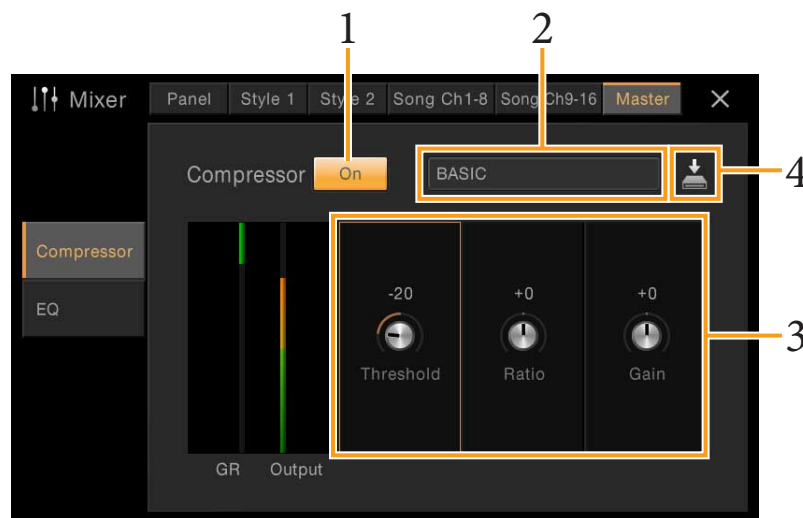 1 2
Mixer Panel Style 1 Style 2 Song Ch1-8 Song Ch9-16 Master
Compressor On BASIC 4
Compressor
EQ
-20 +0 +0
3
Threshold Ratio Gain
GR Output